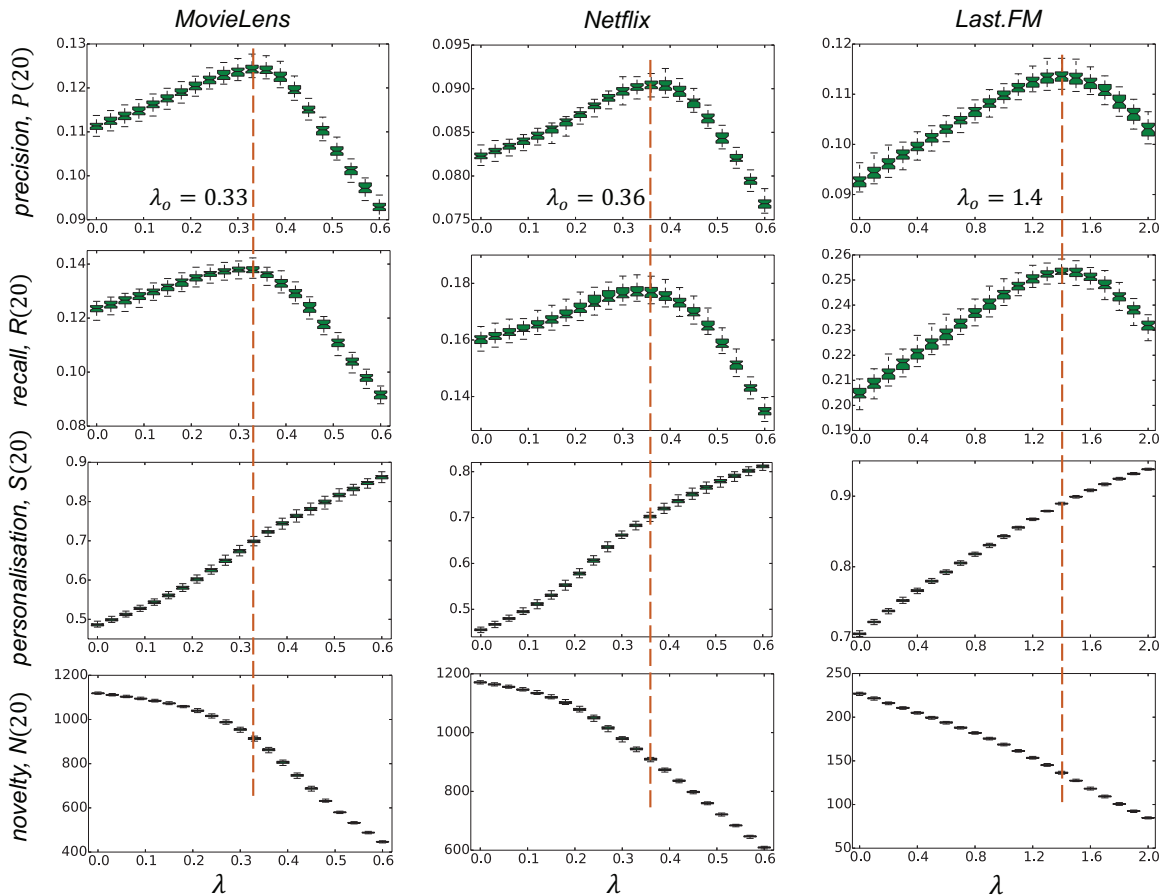 MovieLens Netflix Last.FM
precision, P(20)
0.13
0.12
0.11
0.10
0.09
0.0 0.1 0.2 0.3 0.4 0.5 0.6
λo = 0.33
0.095
0.090
0.085
0.080
0.075
0.0 0.1 0.2 0.3 0.4 0.5 0.6
λo = 0.36
0.12
0.11
0.10
0.09
0.0 0.4 0.8 1.2 1.6 2.0
λo = 1.4
recall, R(20)
0.14
0.12
0.10
0.08
0.0 0.1 0.2 0.3 0.4 0.5 0.6
0.18
0.16
0.14
0.0 0.1 0.2 0.3 0.4 0.5 0.6
0.26
0.25
0.24
0.23
0.22
0.21
0.20
0.19
0.0 0.4 0.8 1.2 1.6 2.0
personalisation, S(20)
0.9
0.8
0.7
0.6
0.5
0.0 0.1 0.2 0.3 0.4 0.5 0.6
0.8
0.7
0.6
0.5
0.4
0.0 0.1 0.2 0.3 0.4 0.5 0.6
0.9
0.8
0.7
0.0 0.4 0.8 1.2 1.6 2.0
novelty, N(20)
1200
1000
800
600
400
0.0 0.1 0.2 0.3 0.4 0.5 0.6
λ
1200
1000
800
600
0.0 0.1 0.2 0.3 0.4 0.5 0.6
λ
250
200
150
100
50
0.0 0.4 0.8 1.2 1.6 2.0
λ